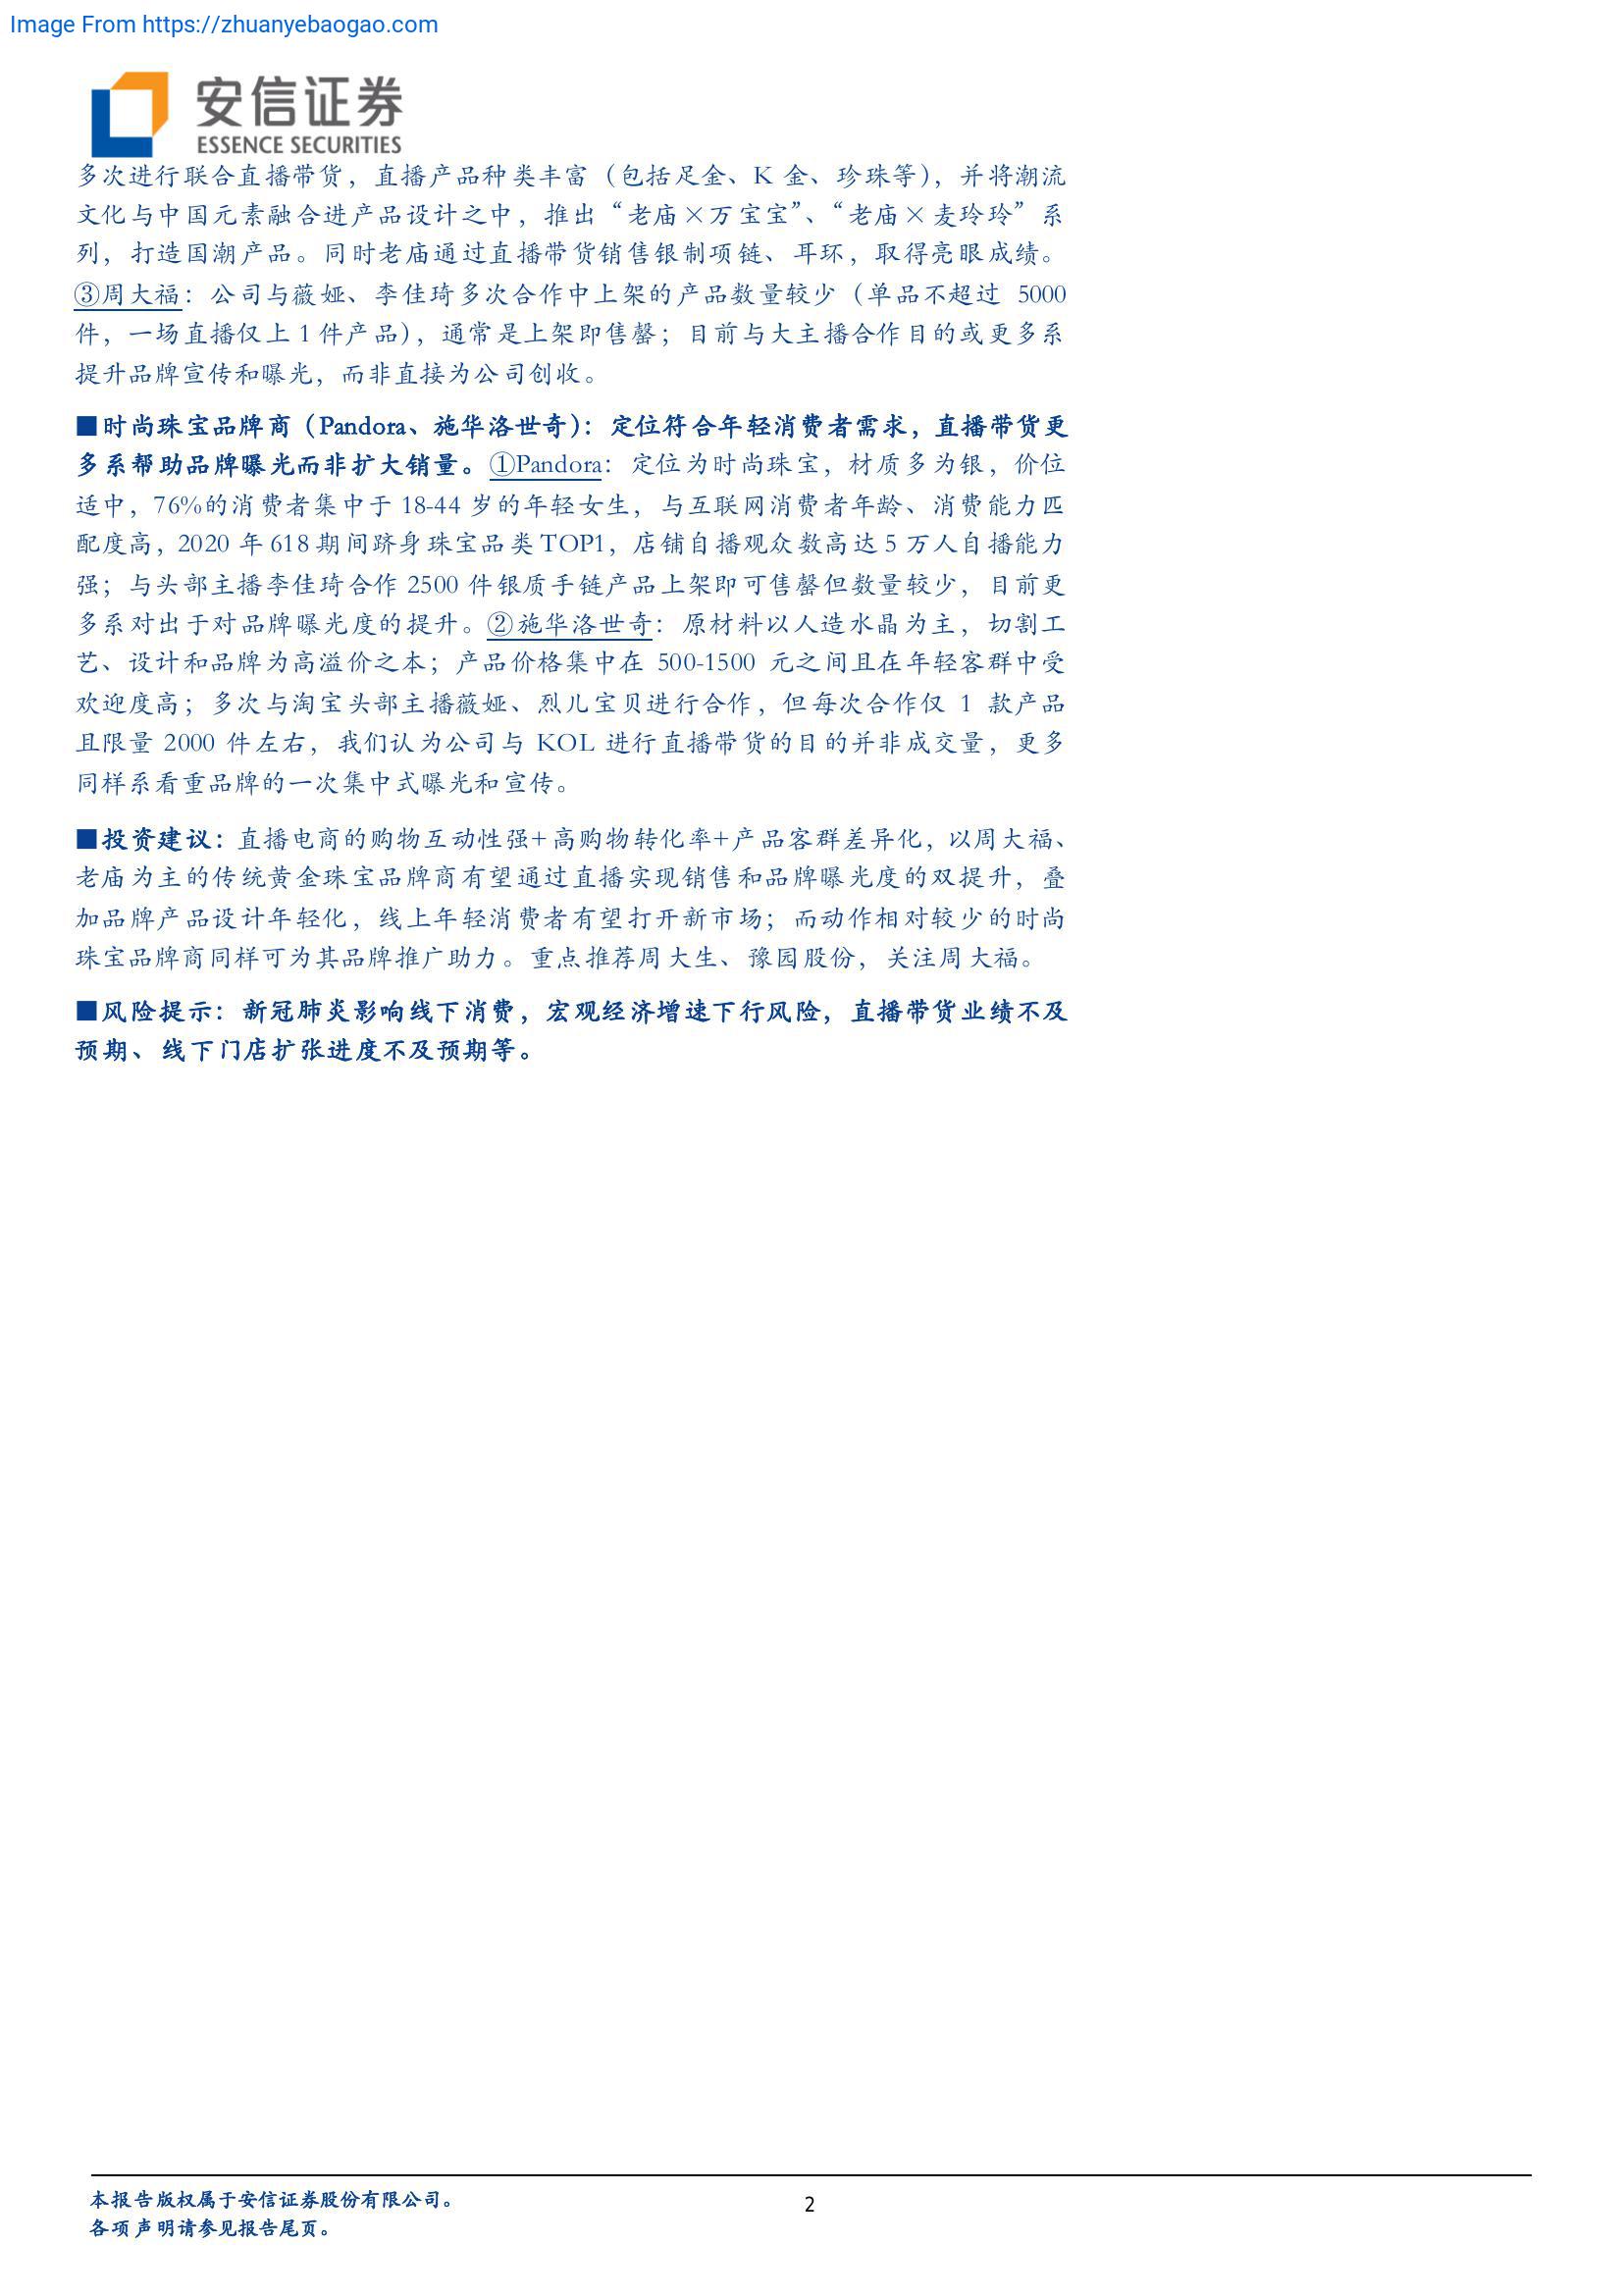 Image From https://zhuanyebaogao.com
安信证券
ESSENCE SECURITIES
多次进行联合直播带货，直播产品种类丰富（包括足金、K 金、珍珠等），并将潮流
文化与中国元素融合进产品设计之中，推出“老庙×万宝宝”、“老庙×麦玲玲”系
列，打造国潮产品。同时老庙通过直播带货销售银制项链、耳环，取得亮眼成绩。
③周大福：公司与薇娅、李佳琦多次合作中上架的产品数量较少（单品不超过 5000
件，一场直播仅上 1 件产品），通常是上架即售罄；目前与大主播合作目的或更多系
提升品牌宣传和曝光，而非直接为公司创收。
■时尚珠宝品牌商（Pandora、施华洛世奇）：定位符合年轻消费者需求，直播带货更
多系帮助品牌曝光而非扩大销量。①Pandora：定位为时尚珠宝，材质多为银，价位
适中，76%的消费者集中于 18-44 岁的年轻女生，与互联网消费者年龄、消费能力匹
配度高，2020 年 618 期间跻身珠宝品类 TOP1，店铺自播观众数高达 5 万人自播能力
强；与头部主播李佳琦合作 2500 件银质手链产品上架即可售罄但数量较少，目前更
多系对出于对品牌曝光度的提升。②施华洛世奇：原材料以人造水晶为主，切割工
艺、设计和品牌为高溢价之本；产品价格集中在 500-1500 元之间且在年轻客群中受
欢迎度高；多次与淘宝头部主播薇娅、烈儿宝贝进行合作，但每次合作仅 1 款产品
且限量 2000 件左右，我们认为公司与 KOL 进行直播带货的目的并非成交量，更多
同样系看重品牌的一次集中式曝光和宣传。
■投资建议：直播电商的购物互动性强+高购物转化率+产品客群差异化，以周大福、
老庙为主的传统黄金珠宝品牌商有望通过直播实现销售和品牌曝光度的双提升，叠
加品牌产品设计年轻化，线上年轻消费者有望打开新市场；而动作相对较少的时尚
珠宝品牌商同样可为其品牌推广助力。重点推荐周大生、豫园股份，关注周大福。
■风险提示：新冠肺炎影响线下消费，宏观经济增速下行风险，直播带货业绩不及
预期、线下门店扩张进度不及预期等。
本报告版权属于安信证券股份有限公司。
2
各项声明请参见报告尾页。